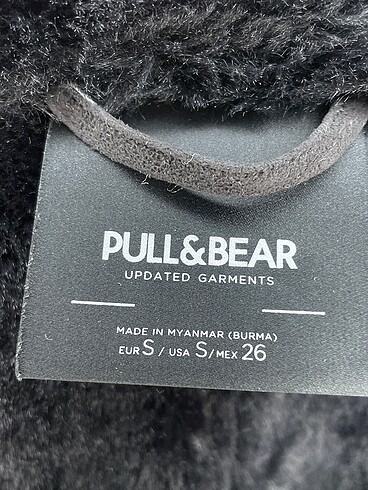 PULL&BEAR
UPDATED GARMENTS
MADE IN MYANMAR (BURMA)
EUR S / USA S / MEX 26